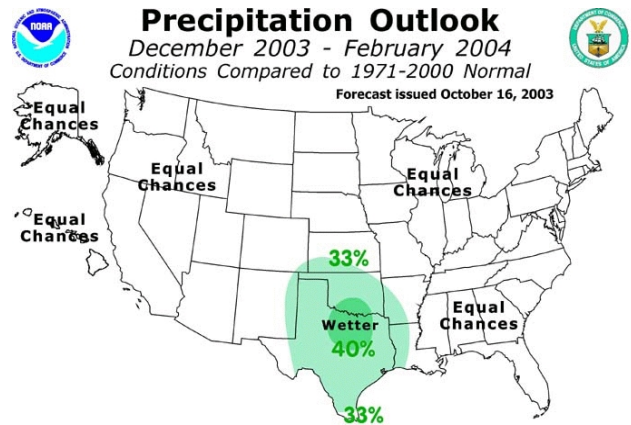 Precipitation Outlook
December 2003 - February 2004
Conditions Compared to 1971-2000 Normal
Forecast issued October 16, 2003
NOAA
Equal
Chances
Equal
Chances
Equal
Chances
Equal
Chances
33%
Wetter
40%
Equal
Chances
33%